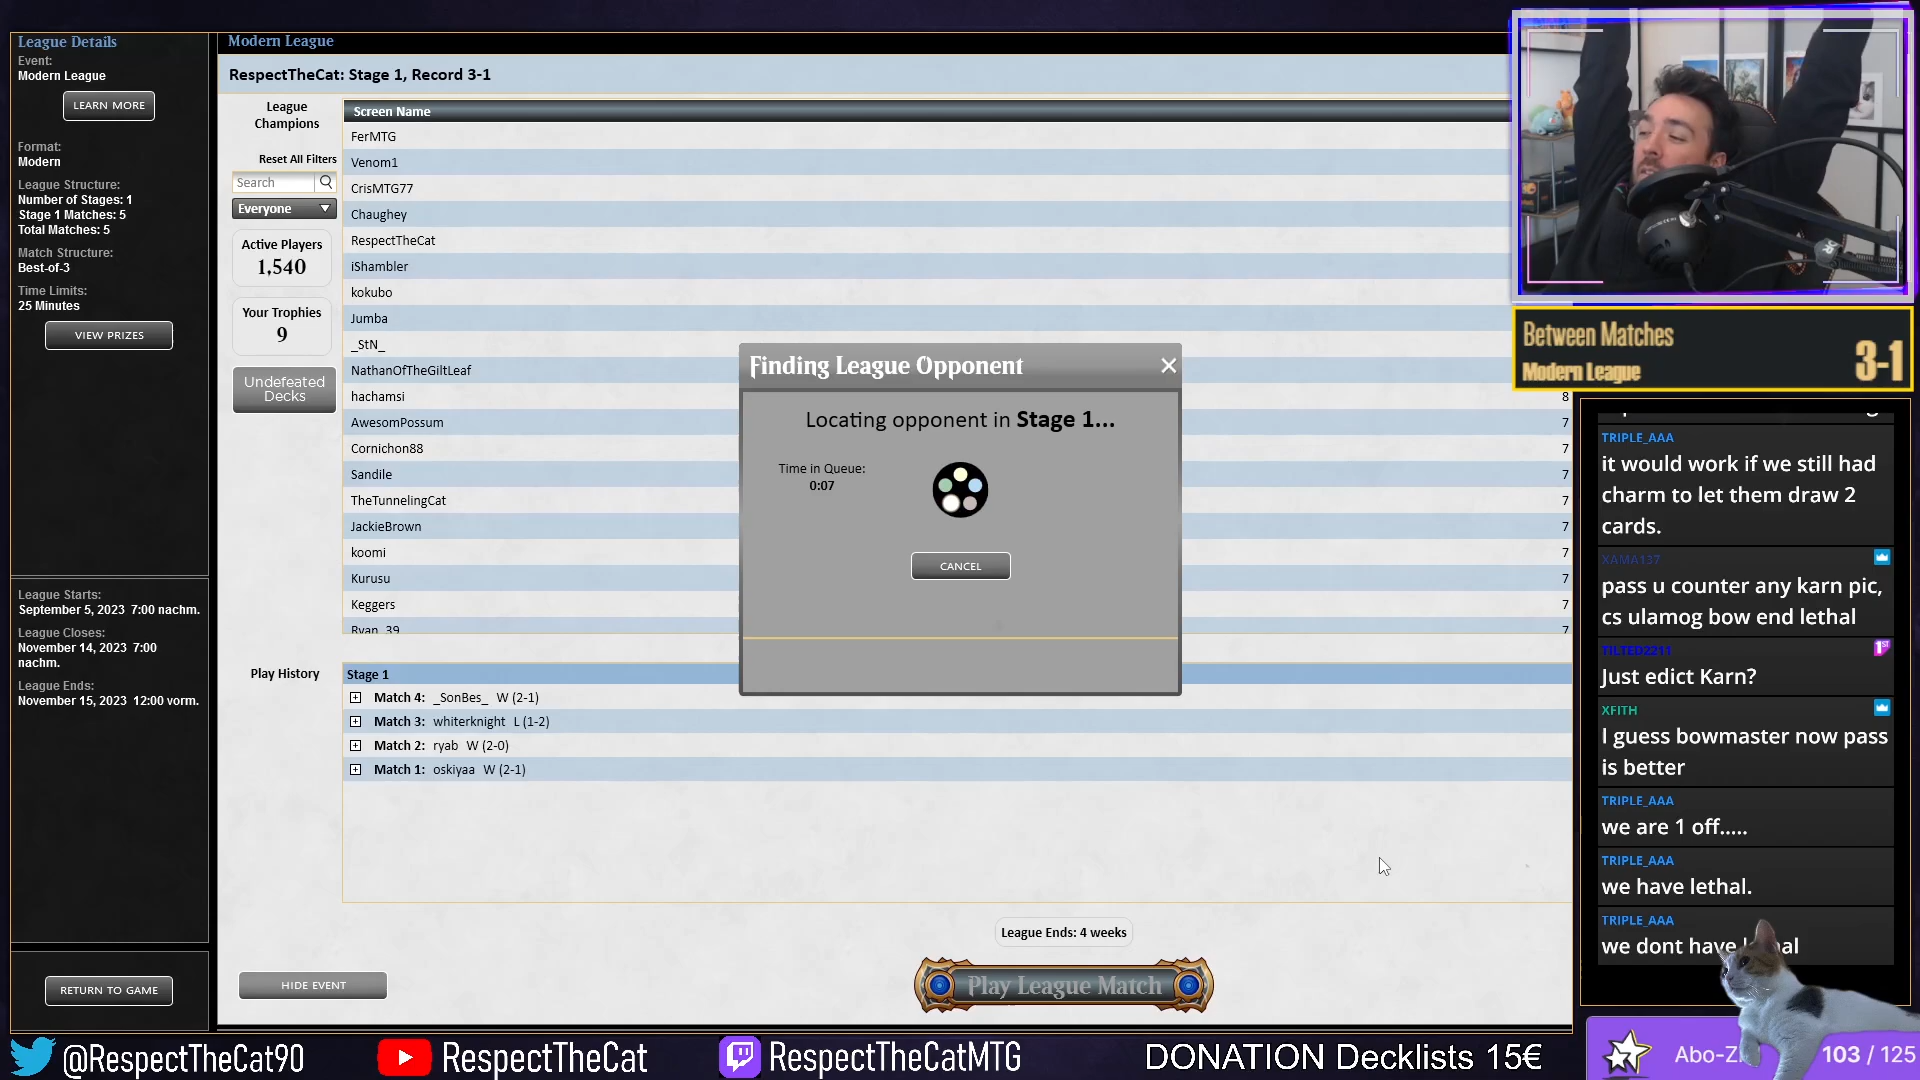 League Details
Event:
Modern League
LEARN MORE
Format:
Modern
League Structure:
Number of Stages: 1
Stage 1 Matches: 5
Total Matches: 5
Match Structure:
Best-of-3
Time Limits:
25 Minutes
VIEW PRIZES
League Starts:
September 5, 2023 7:00 nachm.
League Closes:
November 14, 2023 7:00
nachm.
League Ends:
November 15, 2023 12:00 vorm.
RETURN TO GAME
Modern League
RespectTheCat: Stage 1, Record 3-1
League
Champions
Reset All Filters
Search
Everyone
Active Players
1,540
Your Trophies
9
Undefeated
Decks
Screen Name
FerMTG
Venom1
CrisMTG77
Chaughey
RespectTheCat
iShambler
kokubo
Jumba
_StN_
NathanOfTheGiltLeaf
hachamsi 8
AwesomPossum 7
Cornichon88 7
Sandile 7
TheTunnelingCat 7
JackieBrown 7
koomi 7
Kurusu 7
Keggers 7
Ryan_39 7
Finding League Opponent
Locating opponent in Stage 1...
Time in Queue:
0:07
CANCEL
Play History
Stage 1
Match 4: _SonBes_ W (2-1)
Match 3: whiterknight L (1-2)
Match 2: ryab W (2-0)
Match 1: oskiyaa W (2-1)
League Ends: 4 weeks
HIDE EVENT
Play League Match
Between Matches
Modern League
3-1
TRIPLE_AAA
it would work if we still had
charm to let them draw 2
cards.
XAMA137
pass u counter any karn pic,
cs ulamog bow end lethal
TILTED2211
Just edict Karn?
XFITH
I guess bowmaster now pass
is better
TRIPLE_AAA
we are 1 off.....
TRIPLE_AAA
we have lethal.
TRIPLE_AAA
we dont have
@RespectTheCat90
RespectTheCat
RespectTheCatMTG
DONATION Decklists 15€
103 / 125